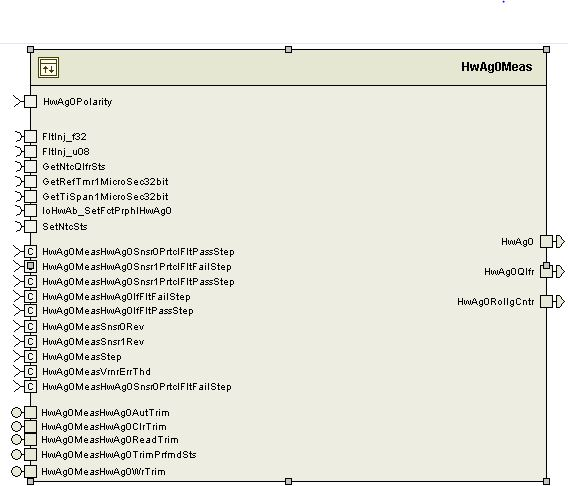 HwAg0Meas
HwAg0Polarity
FltInj_f32
FltInj_u08
GetNtcQlfrSts
GetRefTmr1MicroSec32bit
GetTiSpan1MicroSec32bit
IoHwAb_SetFctPrphlHwAg0
SetNtcSts
HwAg0
C HwAg0MeasHwAg0Snsr0PrtclFltPassStep
HwAg0MeasHwAg0Snsr1PrtclFltFailStep
HwAg0Qlfr
C HwAg0MeasHwAg0Snsr1PrtclFltPassStep
C HwAg0MeasHwAg0IfFltFailStep
HwAg0RollgCntr
C HwAg0MeasHwAg0IfFltPassStep
C HwAg0MeasSnsr0Rev
C HwAg0MeasSnsr1Rev
C HwAg0MeasStep
C HwAg0MeasVrnrErrThd
C HwAg0MeasHwAg0Snsr0PrtclFltFailStep
HwAg0MeasHwAg0AutTrim
HwAg0MeasHwAg0ClrTrim
HwAg0MeasHwAg0ReadTrim
HwAg0MeasHwAg0TrimPrfmdSts
HwAg0MeasHwAg0WrTrim